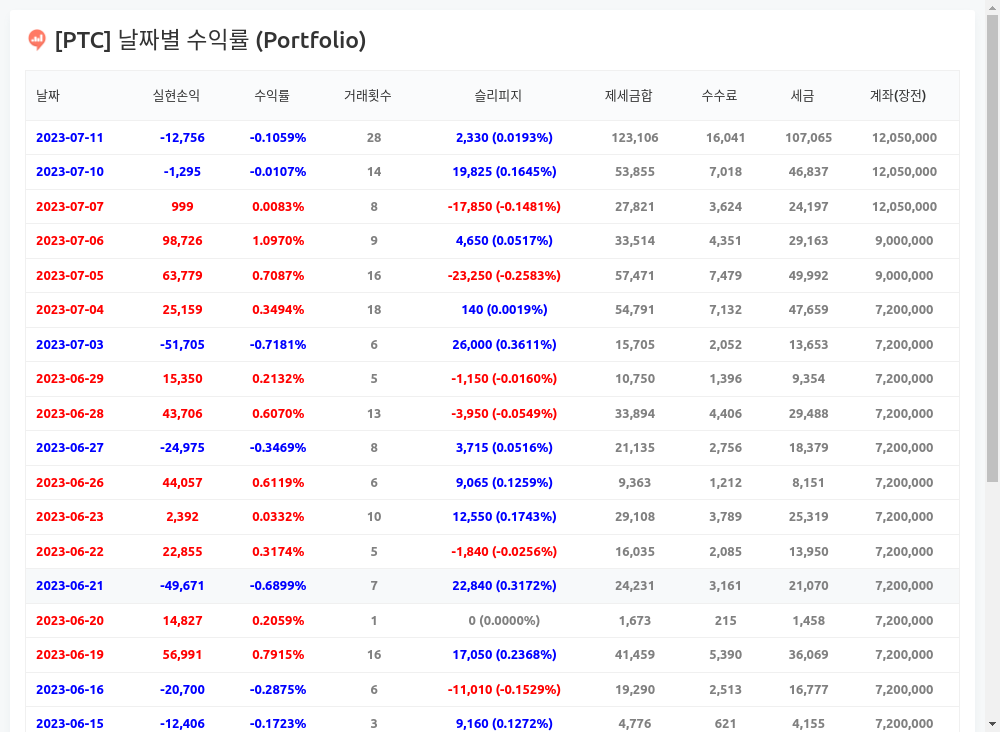 [PTC] 날짜별 수익률 (Portfolio)
날짜 실현손익 수익률 거래횟수 슬리피지 제세금합 수수료 세금 계좌(장전)
2023-07-11 -12,756 -0.1059% 28 2,330 (0.0193%) 123,106 16,041 107,065 12,050,000
2023-07-10 -1,295 -0.0107% 14 19,825 (0.1645%) 53,855 7,018 46,837 12,050,000
2023-07-07 999 0.0083% 8 -17,850 (-0.1481%) 27,821 3,624 24,197 12,050,000
2023-07-06 98,726 1.0970% 9 4,650 (0.0517%) 33,514 4,351 29,163 9,000,000
2023-07-05 63,779 0.7087% 16 -23,250 (-0.2583%) 57,471 7,479 49,992 9,000,000
2023-07-04 25,159 0.3494% 18 140 (0.0019%) 54,791 7,132 47,659 7,200,000
2023-07-03 -51,705 -0.7181% 6 26,000 (0.3611%) 15,705 2,052 13,653 7,200,000
2023-06-29 15,350 0.2132% 5 -1,150 (-0.0160%) 10,750 1,396 9,354 7,200,000
2023-06-28 43,706 0.6070% 13 -3,950 (-0.0549%) 33,894 4,406 29,488 7,200,000
2023-06-27 -24,975 -0.3469% 8 3,715 (0.0516%) 21,135 2,756 18,379 7,200,000
2023-06-26 44,057 0.6119% 6 9,065 (0.1259%) 9,363 1,212 8,151 7,200,000
2023-06-23 2,392 0.0332% 10 12,550 (0.1743%) 29,108 3,789 25,319 7,200,000
2023-06-22 22,855 0.3174% 5 -1,840 (-0.0256%) 16,035 2,085 13,950 7,200,000
2023-06-21 -49,671 -0.6899% 7 22,840 (0.3172%) 24,231 3,161 21,070 7,200,000
2023-06-20 14,827 0.2059% 1 0 (0.0000%) 1,673 215 1,458 7,200,000
2023-06-19 56,991 0.7915% 16 17,050 (0.2368%) 41,459 5,390 36,069 7,200,000
2023-06-16 -20,700 -0.2875% 6 -11,010 (-0.1529%) 19,290 2,513 16,777 7,200,000
2023-06-15 -12,406 -0.1723% 3 9,160 (0.1272%) 4,776 621 4,155 7,200,000